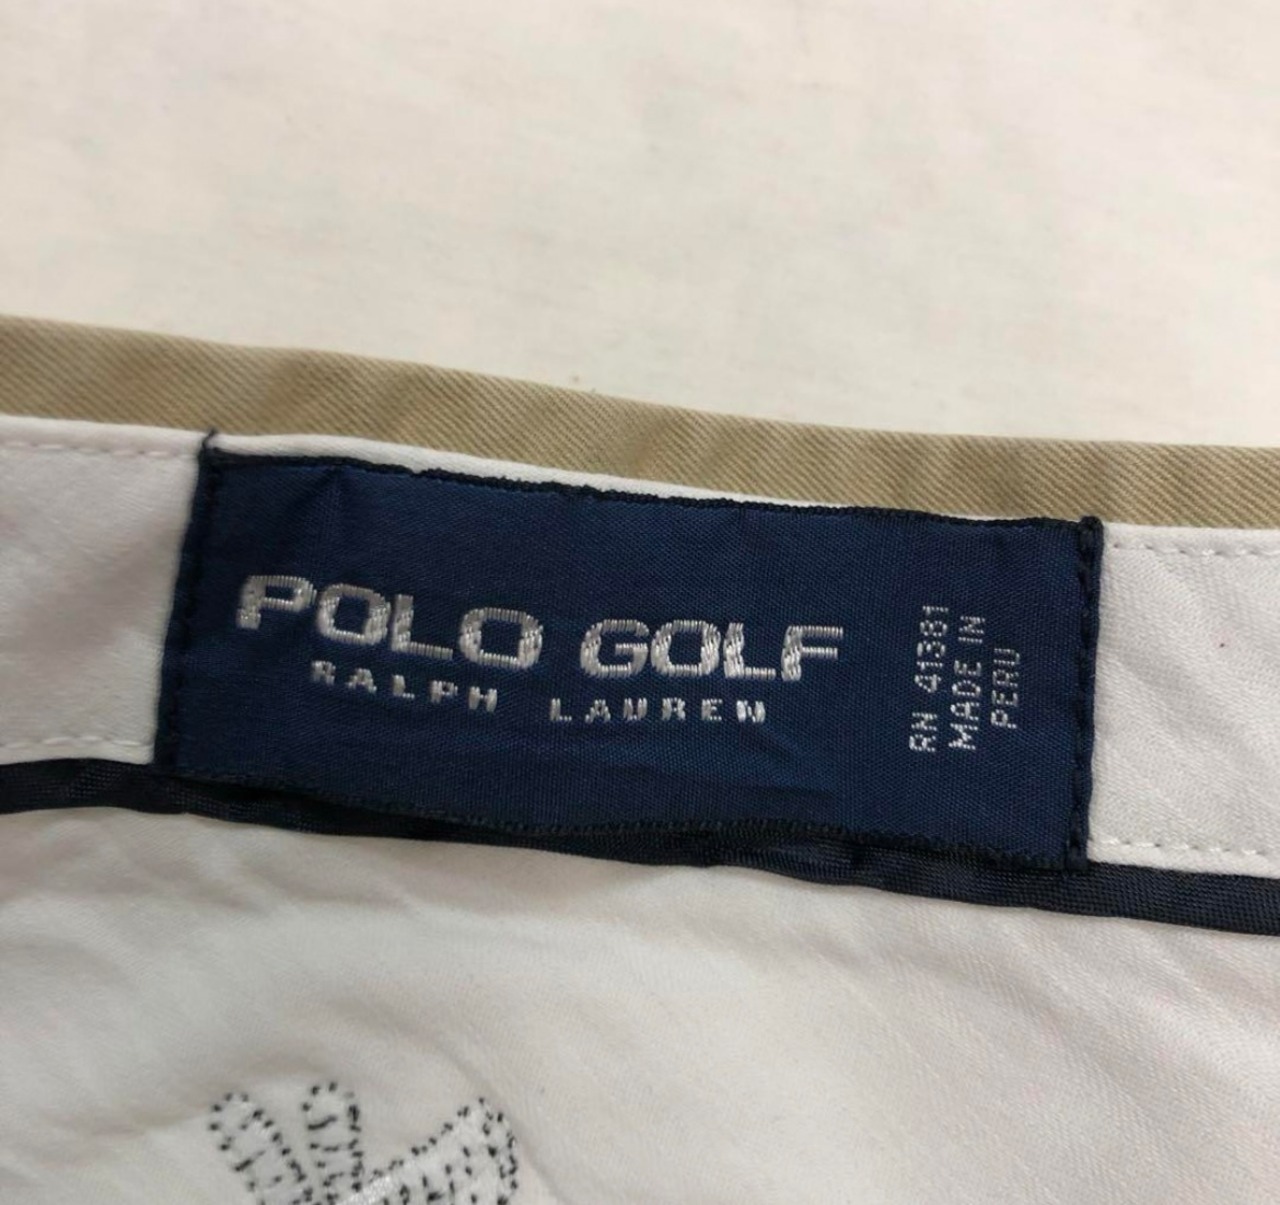 POLO GOLF
RALPH LAUREN
RN 41381
MADE IN
PERU